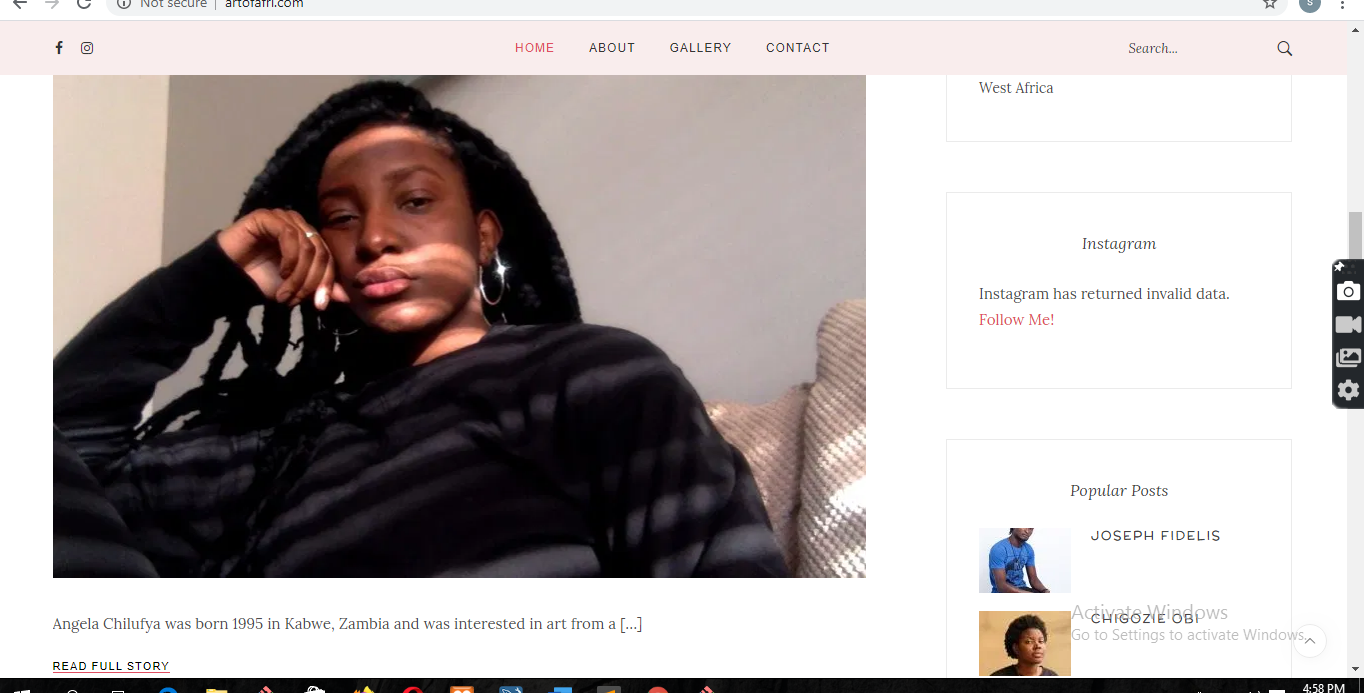 Not secure | artofafri.com
HOME ABOUT GALLERY CONTACT
Search...
West Africa
Instagram
Instagram has returned invalid data.
Follow Me!
Popular Posts
JOSEPH FIDELIS
CHIGOZIE OBI
Activate Windows
Go to Settings to activate Windows.
Angela Chilufya was born 1995 in Kabwe, Zambia and was interested in art from a [...]
READ FULL STORY
4:58 PM